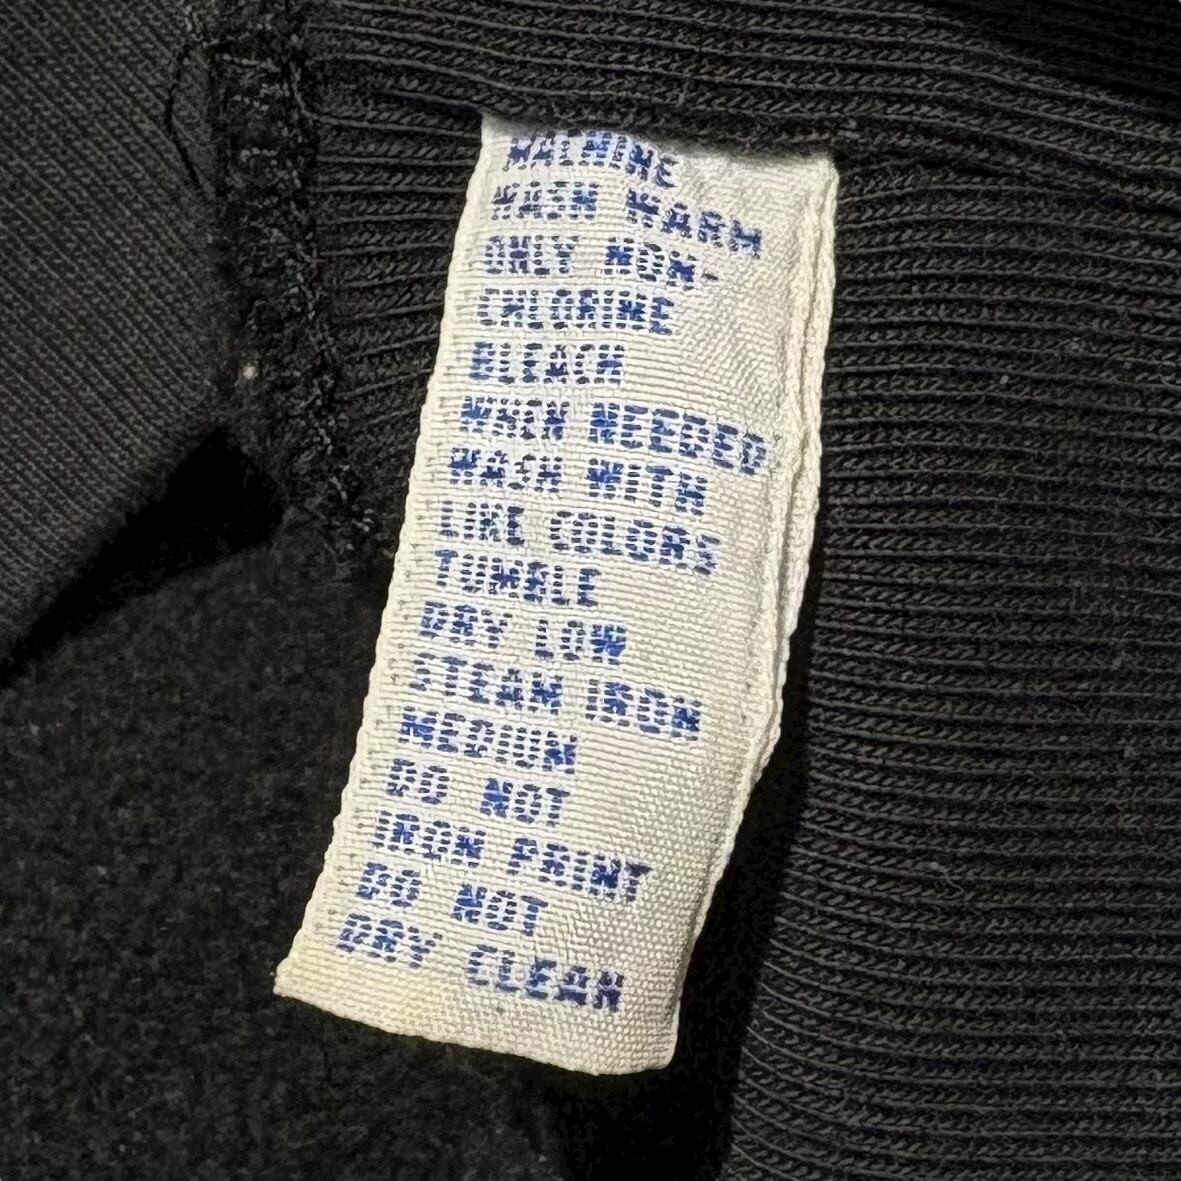 MACHINE
WASH WARM
ONLY NON-
CHLORINE
BLEACH
WHEN NEEDED
WASH WITH
LIKE COLORS
TUMBLE
DRY LOW
STEAM IRON
MEDIUM
DO NOT
IRON PRINT
DO NOT
DRY CLEAN